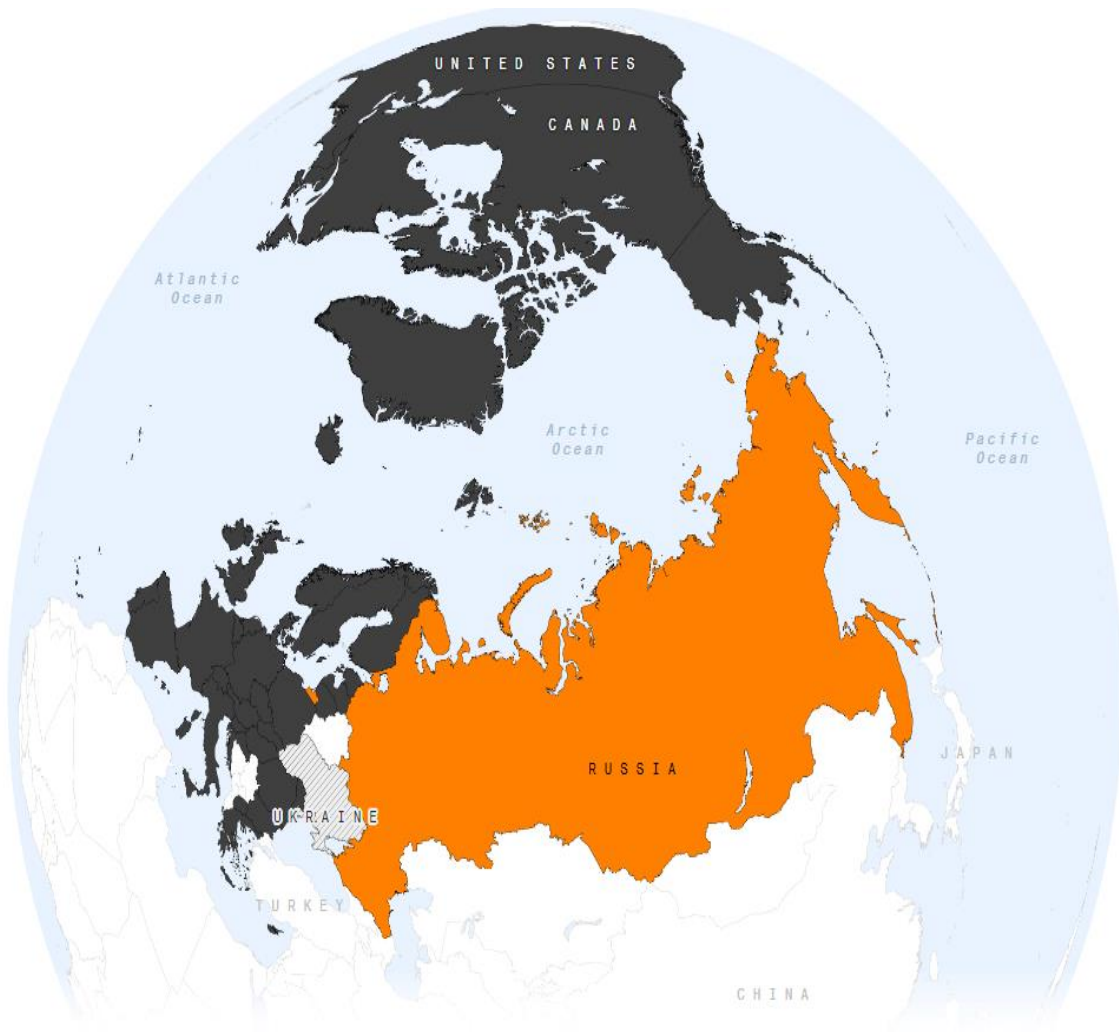 UNITED STATES
CANADA
Atlantic
Ocean
Arctic
Ocean
Pacific
Ocean
RUSSIA
JAPAN
UKRAINE
TURKEY
CHINA